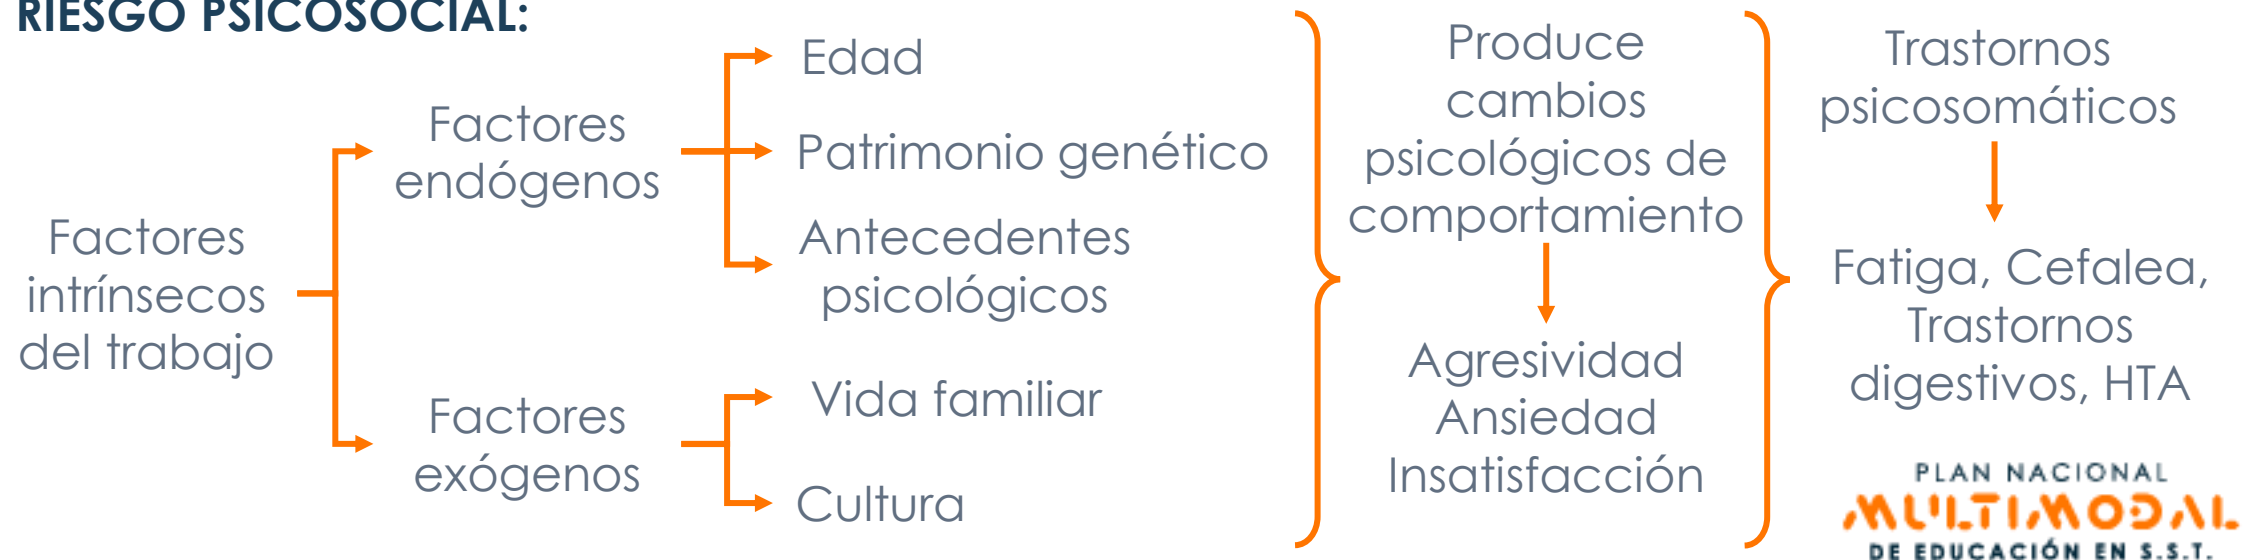 RIESGO PSICOSOCIAL:
Factores
intrínsecos
del trabajo
Factores
endógenos
Edad
Patrimonio genético
Antecedentes
psicológicos
Factores
exógenos
Vida familiar
Cultura
Produce
cambios
psicológicos de
comportamiento
Agresividad
Ansiedad
Insatisfacción
Trastornos
psicosomáticos
Fatiga, Cefalea,
Trastornos
digestivos, HTA
PLAN NACIONAL
MULTIMODAL
DE EDUCACIÓN EN S.S.T.